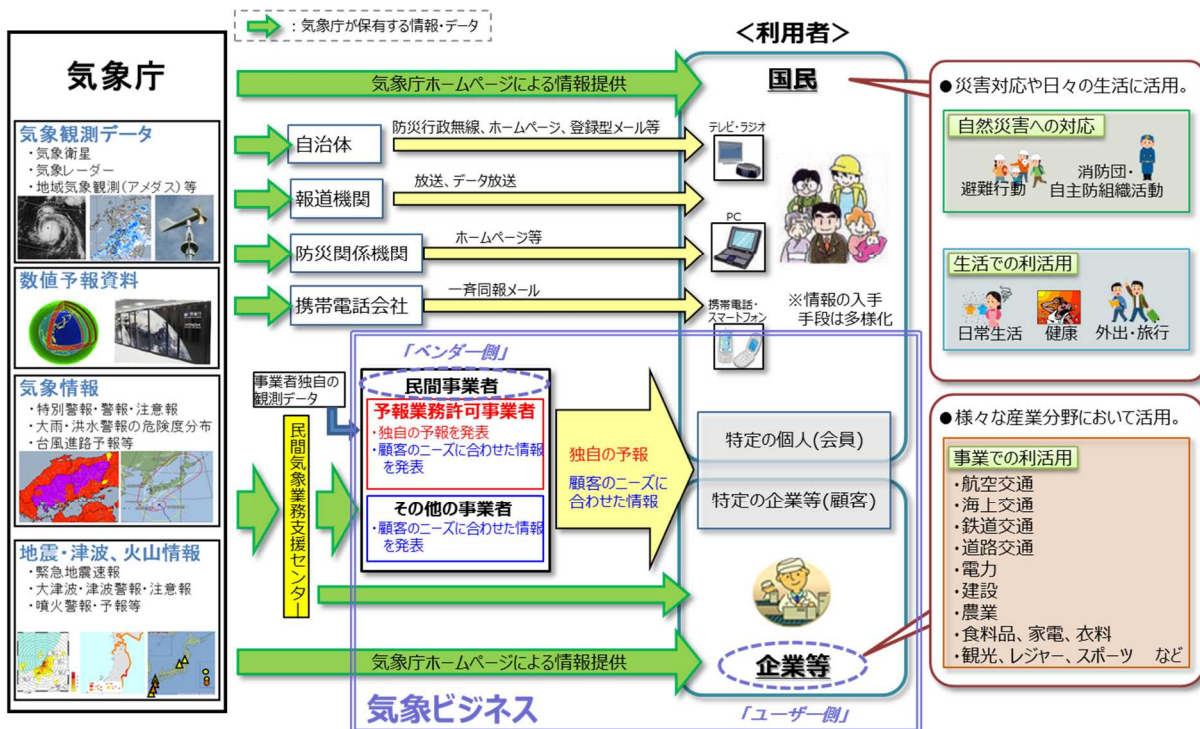 ：気象庁が保有する情報・データ
気象庁
気象観測データ
・気象衛星
・気象レーダー
・地域気象観測(アメダス)等
数値予報資料
気象情報
・特別警報・警報・注意報
・大雨・洪水警報の危険度分布
・台風進路予報等
地震・津波、火山情報
・緊急地震速報
・大津波・津波警報・注意報
・噴火警報・予報等
気象庁ホームページによる情報提供
自治体
防災行政無線、ホームページ、登録型メール等
報道機関
放送、データ放送
防災関係機関
ホームページ等
携帯電話会社
一斉同報メール
＜利用者＞
国民
テレビ・ラジオ
PC
携帯電話・
スマートフォン
※情報の入手
手段は多様化
「ベンダー側」
事業者独自の
観測データ
民間気象業務支援センター
民間事業者
予報業務許可事業者
・独自の予報を発表
・顧客のニーズに合わせた情報
を発表
その他の事業者
・顧客のニーズに合わせた情報
を発表
独自の予報
顧客のニーズに
合わせた情報
特定の個人(会員)
特定の企業等(顧客)
気象庁ホームページによる情報提供
企業等
気象ビジネス
「ユーザー側」
●災害対応や日々の生活に活用。
自然災害への対応
避難行動
消防団・
自主防組織活動
生活での利活用
日常生活
健康
外出・旅行
●様々な産業分野において活用。
事業での利活用
・航空交通
・海上交通
・鉄道交通
・道路交通
・電力
・建設
・農業
・食料品、家電、衣料
・観光、レジャー、スポーツ　など